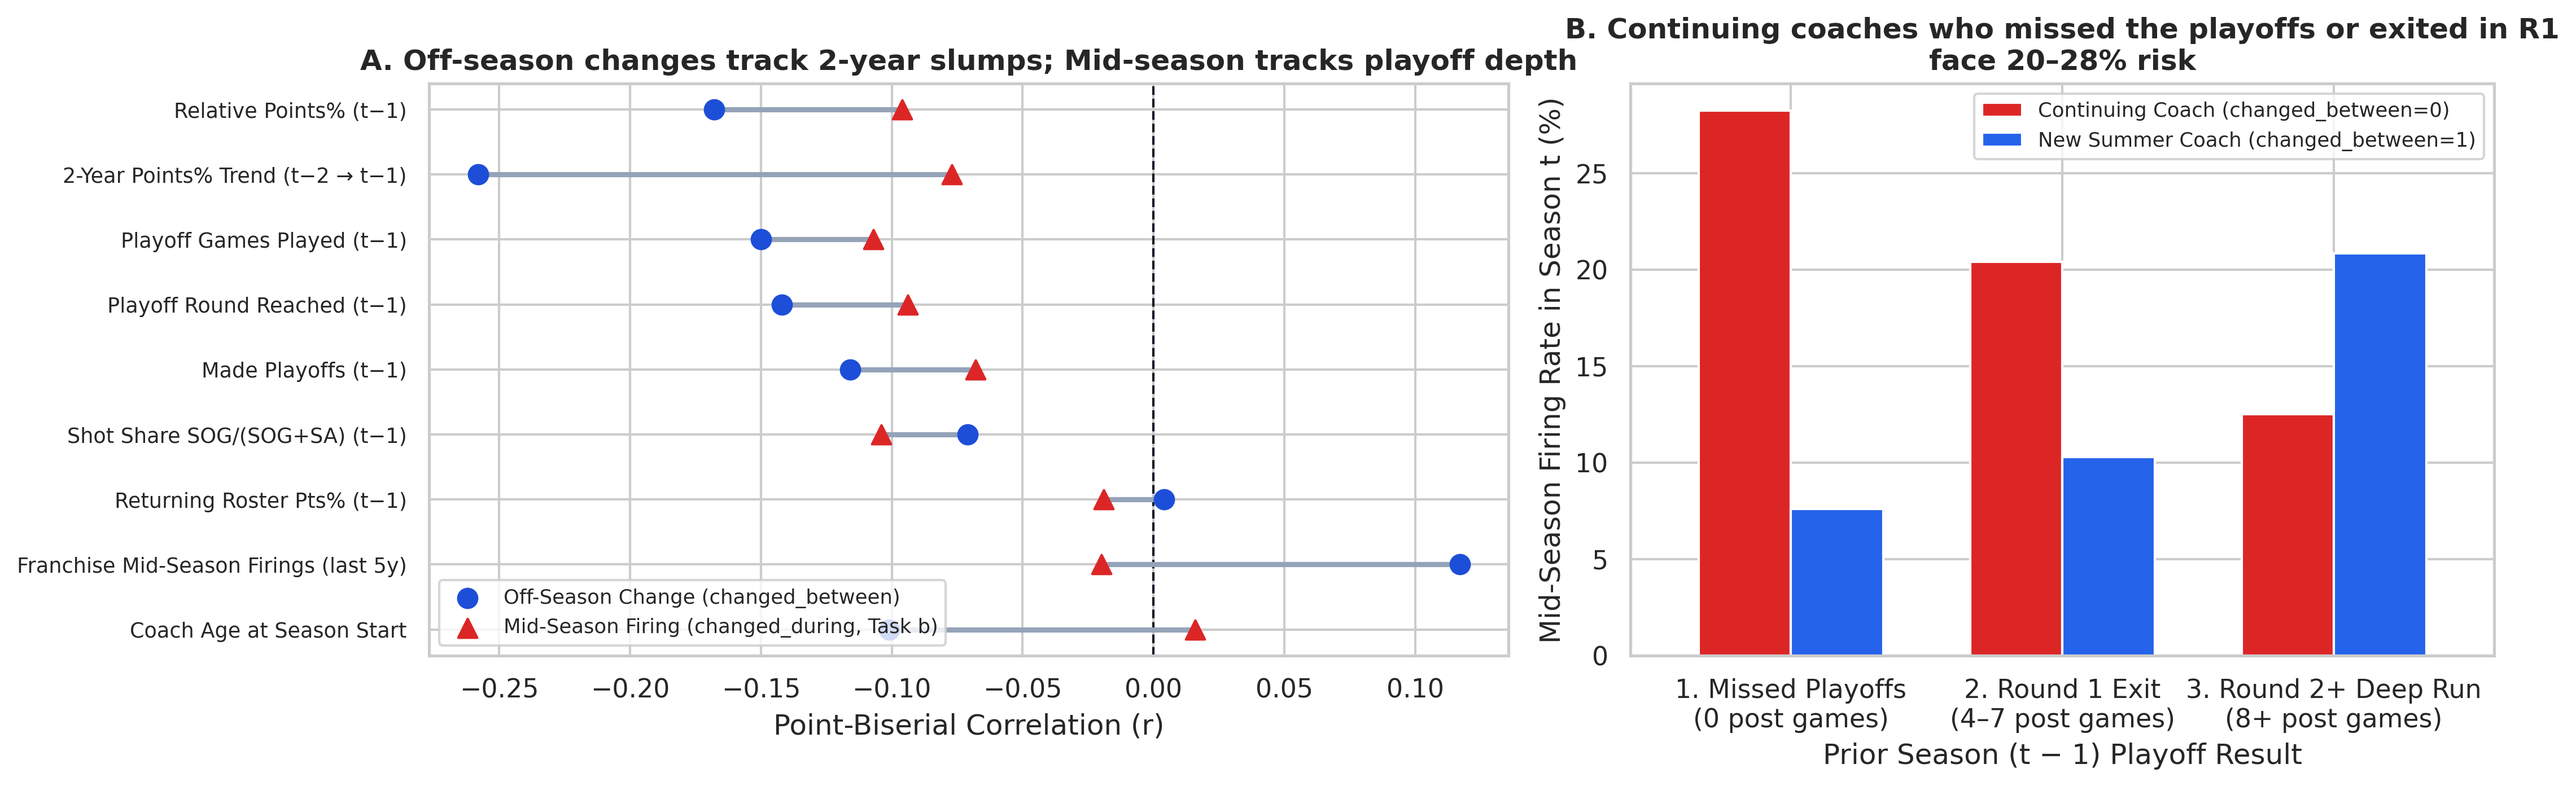 A. Off-season changes track 2-year slumps; Mid-season tracks playoff depth
Relative Points% (t−1)
2-Year Points% Trend (t−2 → t−1)
Playoff Games Played (t−1)
Playoff Round Reached (t−1)
Made Playoffs (t−1)
Shot Share SOG/(SOG+SA) (t−1)
Returning Roster Pts% (t−1)
Franchise Mid-Season Firings (last 5y)
Coach Age at Season Start
Off-Season Change (changed_between)
Mid-Season Firing (changed_during, Task b)
−0.25 −0.20 −0.15 −0.10 −0.05 0.00 0.05 0.10
Point-Biserial Correlation (r)
B. Continuing coaches who missed the playoffs or exited in R1
face 20–28% risk
Mid-Season Firing Rate in Season t (%)
25
20
15
10
5
0
Continuing Coach (changed_between=0)
New Summer Coach (changed_between=1)
1. Missed Playoffs
(0 post games)
2. Round 1 Exit
(4–7 post games)
3. Round 2+ Deep Run
(8+ post games)
Prior Season (t − 1) Playoff Result